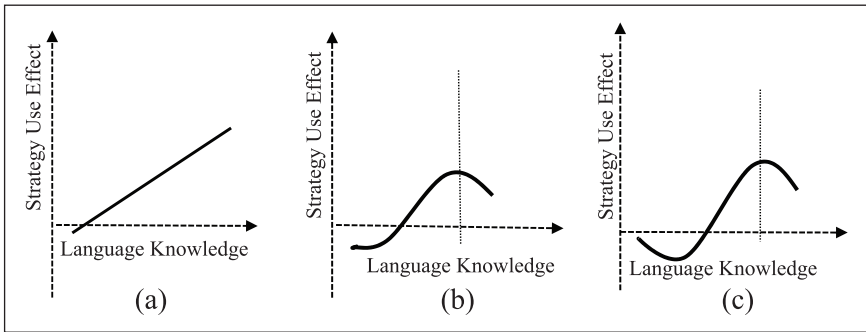 Strategy Use Effect
Language Knowledge
(a)
Strategy Use Effect
Language Knowledge
(b)
Strategy Use Effect
Language Knowledge
(c)